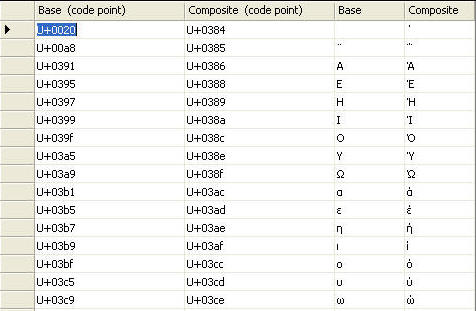 Base (code point) Composite (code point) Base Composite
U+0020 U+0384 ΄
U+00a8 U+0385 ¨ ΅
U+0391 U+0386 Α Ά
U+0395 U+0388 Ε Έ
U+0397 U+0389 Η Ή
U+0399 U+038a Ι Ί
U+039f U+038c Ο Ό
U+03a5 U+038e Υ Ύ
U+03a9 U+038f Ω Ώ
U+03b1 U+03ac α ά
U+03b5 U+03ad ε έ
U+03b7 U+03ae η ή
U+03b9 U+03af ι ί
U+03bf U+03cc ο ό
U+03c5 U+03cd υ ύ
U+03c9 U+03ce ω ώ